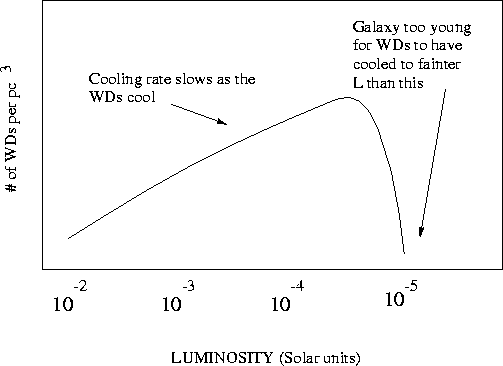 Galaxy too young
for WDs to have
cooled to fainter
L than this
Cooling rate slows as the
WDs cool
# of WDs per pc 3
10 -2
10 -3
10 -4
10 -5
LUMINOSITY (Solar units)